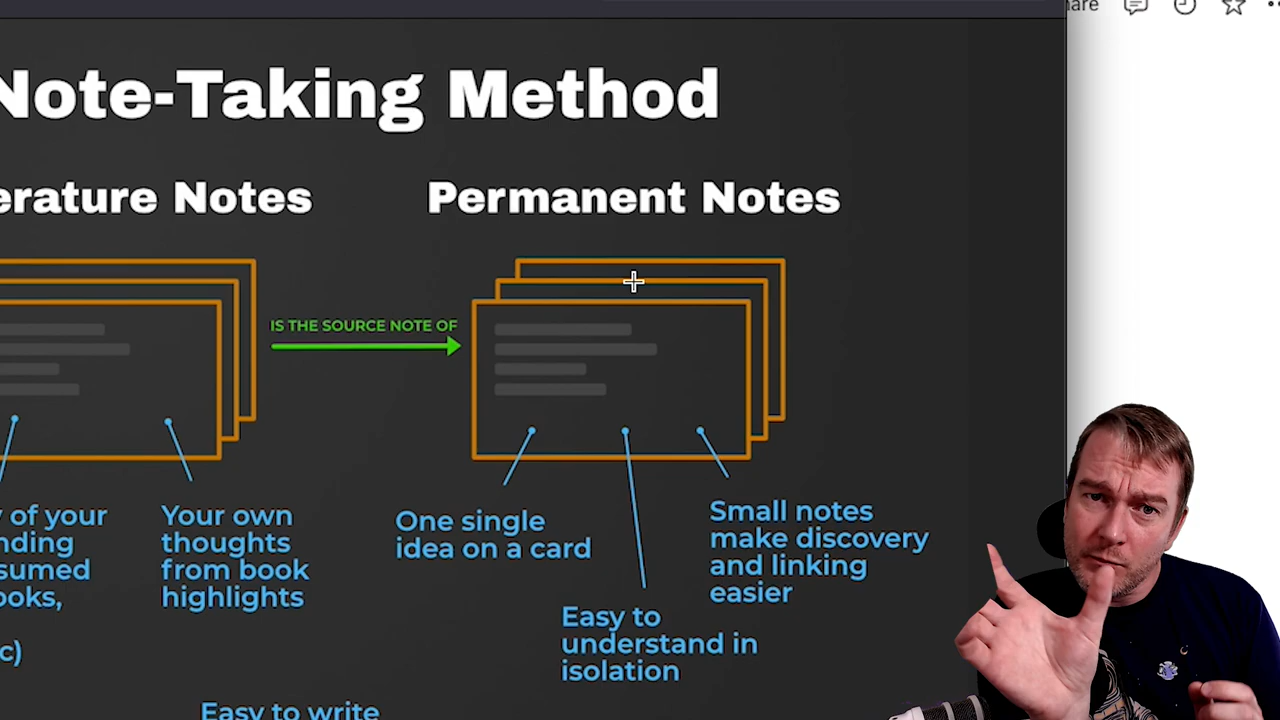 Note-Taking Method
erature Notes
Permanent Notes
IS THE SOURCE NOTE OF
y of your
nding
sumed
ooks,
c)
Your own
thoughts
from book
highlights
One single
idea on a card
Easy to
understand in
isolation
Small notes
make discovery
and linking
easier
Easy to write
hare